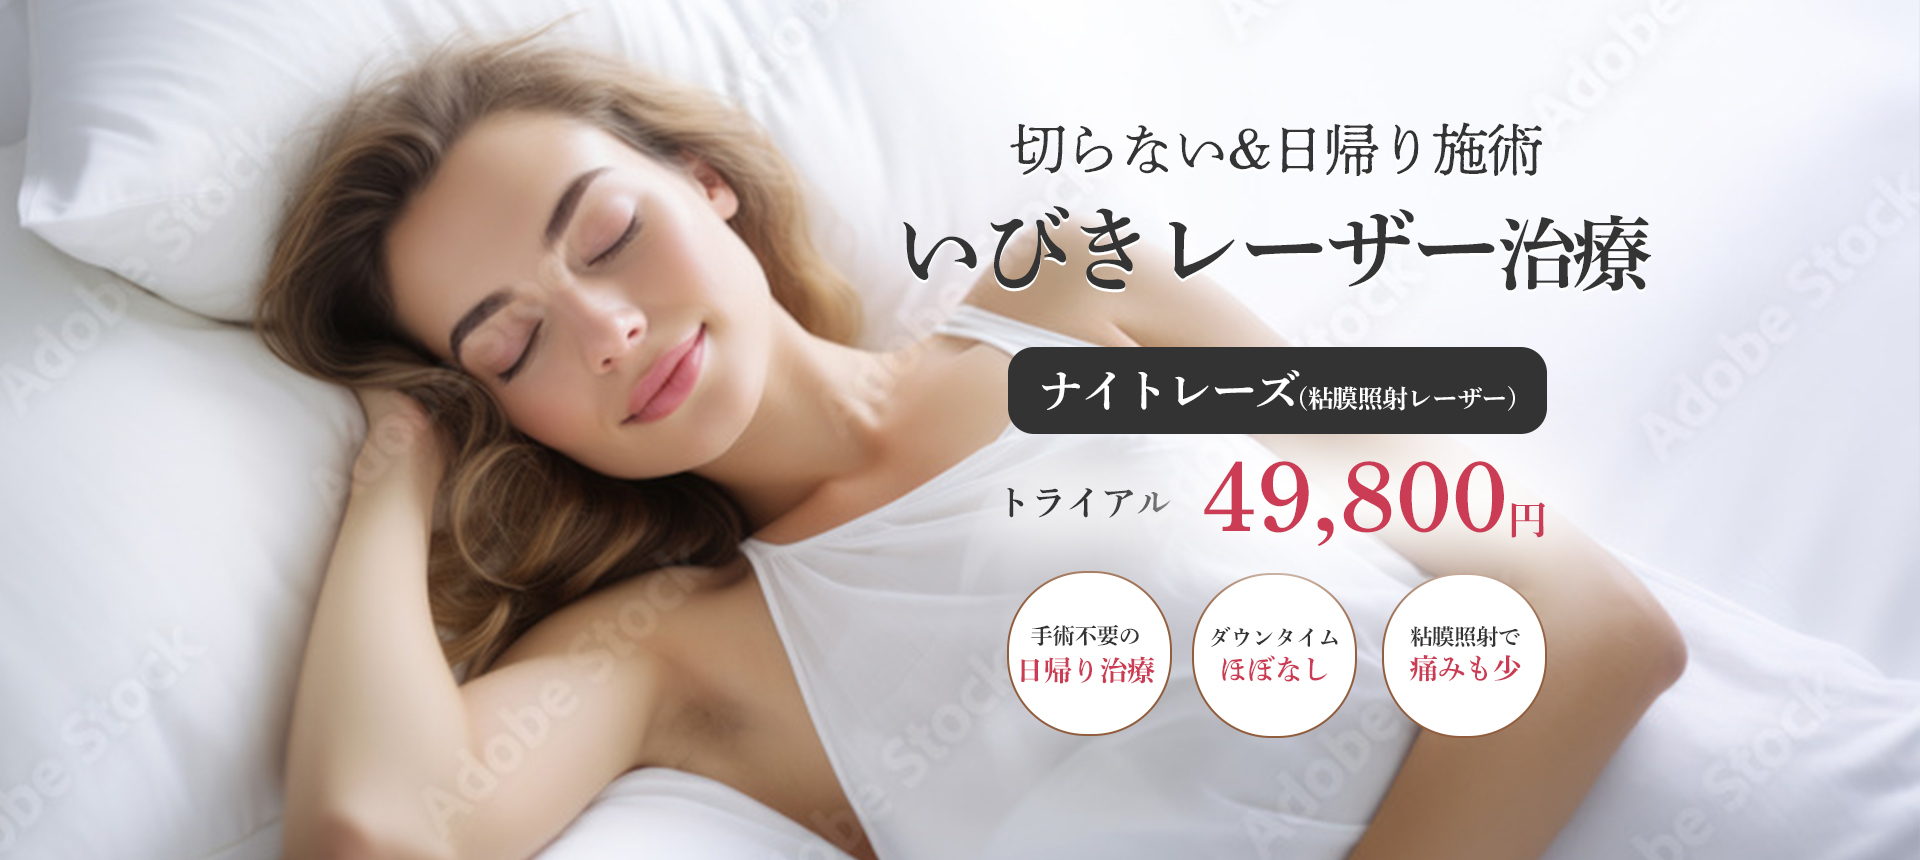 切らない&日帰り施術
いびきレーザー治療
ナイトレーズ(粘膜照射レーザー)
トライアル 49,800円
手術不要の
日帰り治療
ダウンタイム
ほぼなし
粘膜照射で
痛みも少
Adobe Stock